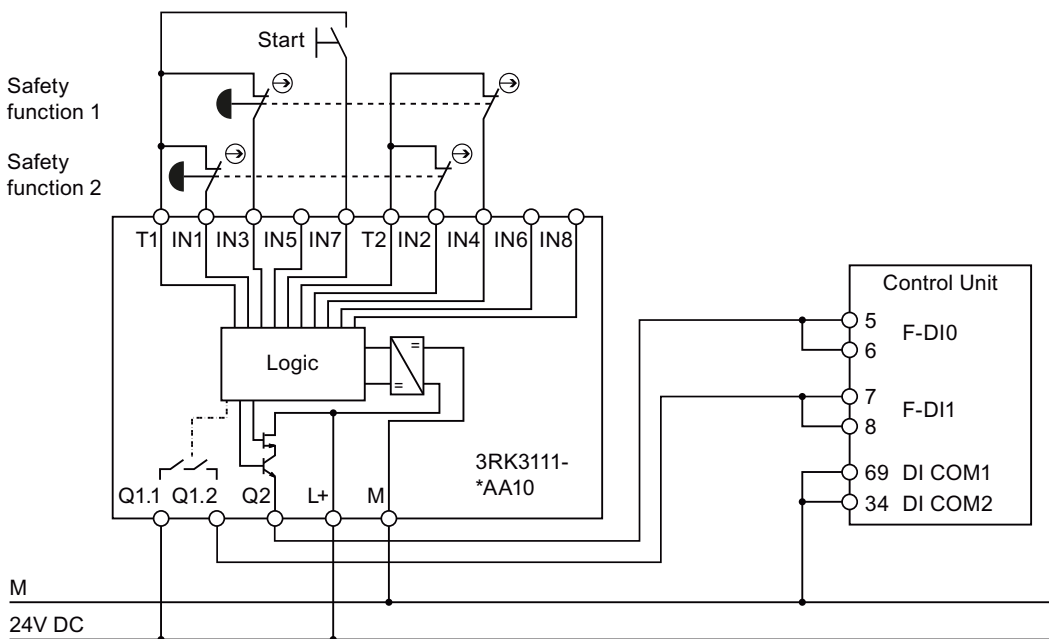 Start
Safety
function 1
Safety
function 2
T1 IN1 IN3 IN5 IN7 T2 IN2 IN4 IN6 IN8
Logic
=
=
3RK3111-
*AA10
Q1.1 Q1.2 Q2 L+ M
Control Unit
5 F-DI0
6
7 F-DI1
8
69 DI COM1
34 DI COM2
M
24V DC